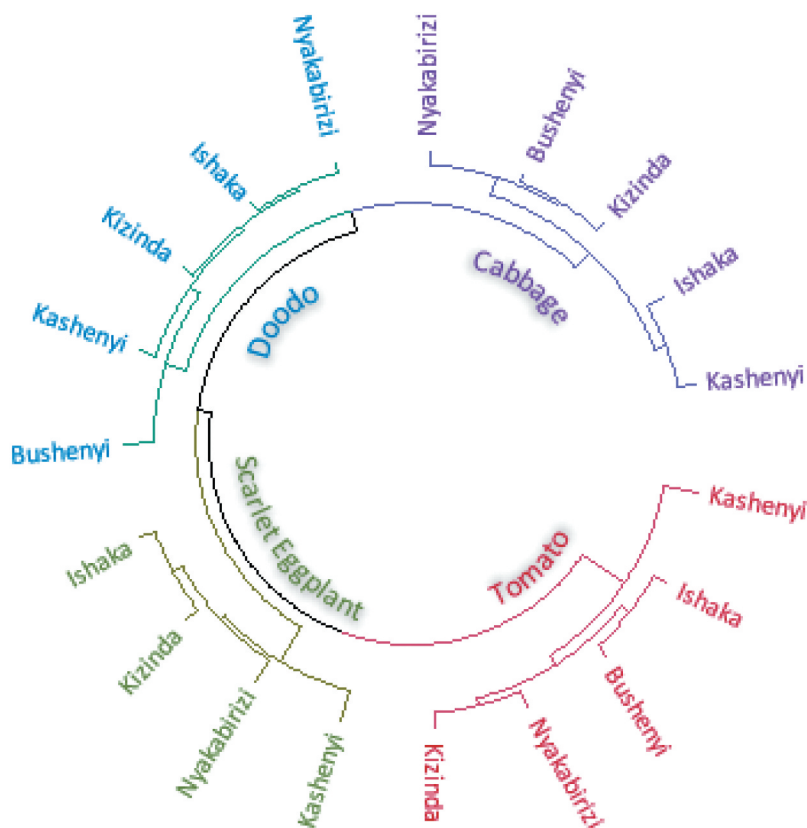 Nyakabirizi
Ishaka
Kizinda
Kashenyi
Bushenyi
Doodo
Nyakabirizi
Bushenyi
Kizinda
Ishaka
Kashenyi
Cabbage
Ishaka
Kizinda
Nyakabirizi
Kashenyi
Scarlet Eggplant
Kashenyi
Ishaka
Bushenyi
Nyakabirizi
Kizinda
Tomato